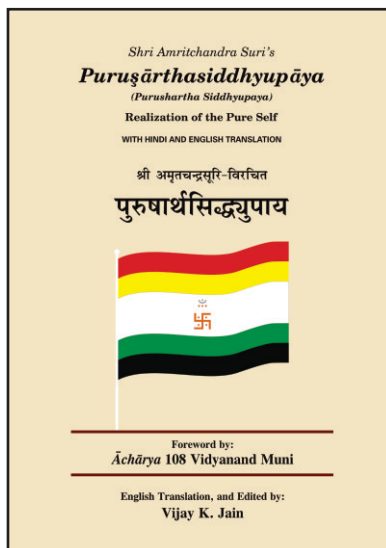 Shri Amritchandra Suri's
Puruṣārthasiddhyupāya
(Purushartha Siddhyupaya)
Realization of the Pure Self
WITH HINDI AND ENGLISH TRANSLATION
श्री अमृतचन्द्रसूरि-विरचित
पुरुषार्थसिद्ध्युपाय
Foreword by:
Āchārya 108 Vidyanand Muni
English Translation, and Edited by:
Vijay K. Jain